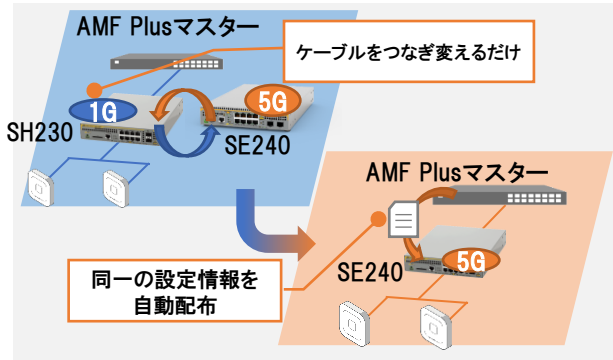 AMF Plusマスター
ケーブルをつなぎ変えるだけ
1G
5G
SH230
SE240
AMF Plusマスター
同一の設定情報を
自動配布
SE240
5G